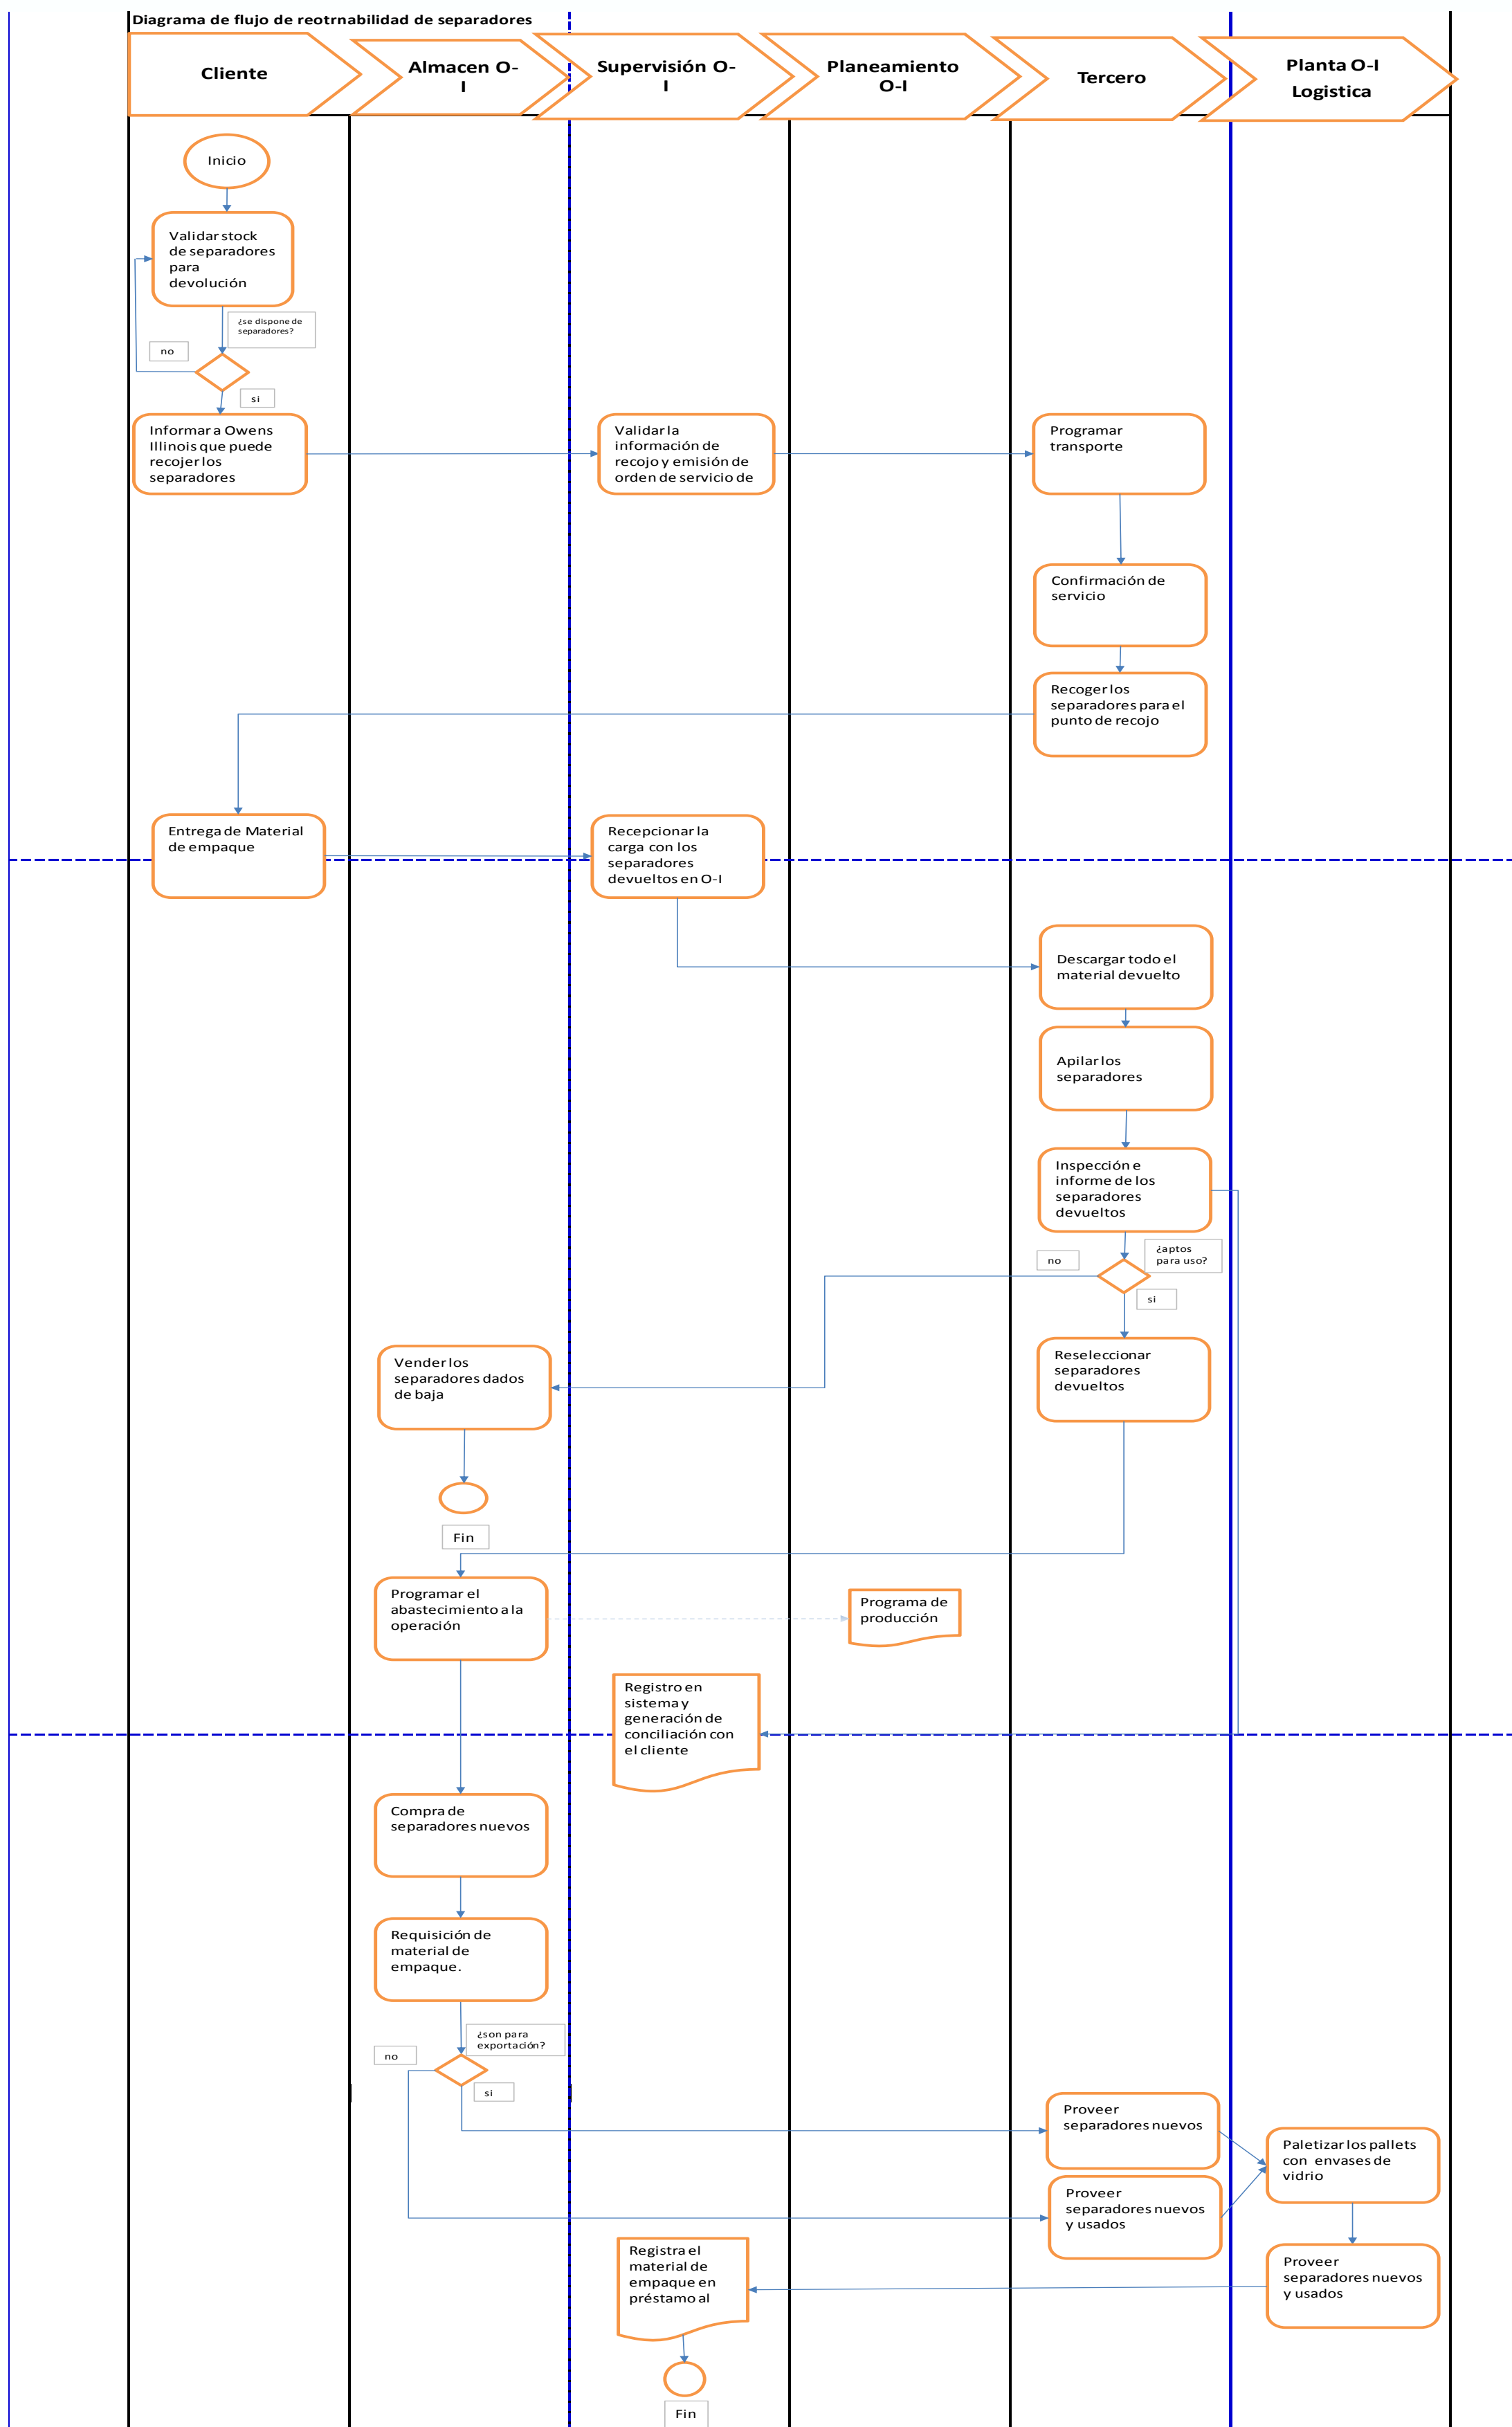 Diagrama de flujo de reotrnabilidad de separadores
Cliente
Almacen O-
I
Supervisión O-
I
Planeamiento
O-I
Tercero
Planta O-I
Logistica
Inicio
Validar stock
de separadores
para
devolución
¿se dispone de
separadores?
no
si
Informar a Owens
Illinois que puede
recojer los
separadores
Validar la
información de
recojo y emisión de
orden de servicio de
Programar
transporte
Confirmación de
servicio
Recoger los
separadores para el
punto de recojo
Entrega de Material
de empaque
Recepcionar la
carga con los
separadores
devueltos en O-I
Descargar todo el
material devuelto
Apilar los
separadores
Inspección e
informe de los
separadores
devueltos
¿aptos
para uso?
no
si
Vender los
separadores dados
de baja
Reseleccionar
separadores
devueltos
Fin
Programar el
abastecimiento a la
operación
Programa de
producción
Registro en
sistema y
generación de
conciliación con
el cliente
Compra de
separadores nuevos
Requisición de
material de
empaque.
¿son para
exportación?
no
si
Proveer
separadores nuevos
Paletizar los pallets
con envases de
vidrio
Proveer
separadores nuevos
y usados
Registra el
material de
empaque en
préstamo al
Proveer
separadores nuevos
y usados
Fin